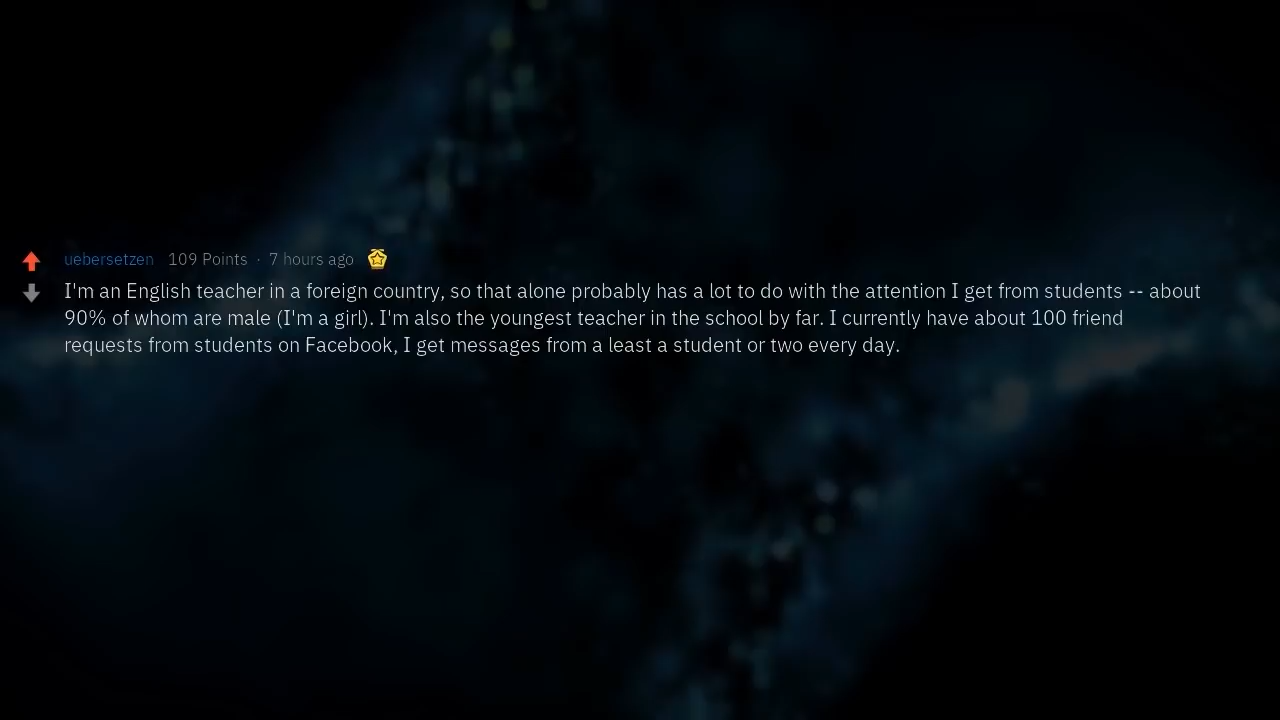 uebersetzen 109 Points · 7 hours ago
I'm an English teacher in a foreign country, so that alone probably has a lot to do with the attention I get from students -- about
90% of whom are male (I'm a girl). I'm also the youngest teacher in the school by far. I currently have about 100 friend
requests from students on Facebook, I get messages from a least a student or two every day.